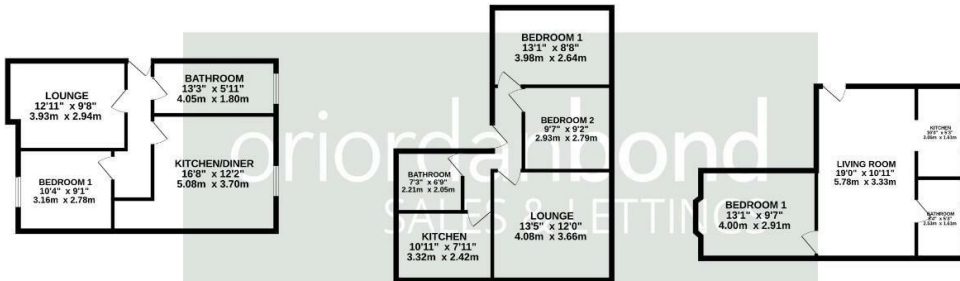 LOUNGE
12'11" x 9'8"
3.93m x 2.94m
BATHROOM
13'3" x 5'11"
4.05m x 1.80m
BEDROOM 1
10'4" x 9'1"
3.16m x 2.78m
KITCHEN/DINER
16'8" x 12'2"
5.08m x 3.70m
BEDROOM 1
13'1" x 8'8"
3.98m x 2.64m
BEDROOM 2
9'7" x 9'2"
2.93m x 2.79m
BATHROOM
7'3" x 6'9"
2.21m x 2.05m
KITCHEN
10'11" x 7'11"
3.32m x 2.42m
LOUNGE
13'5" x 12'0"
4.08m x 3.66m
LIVING ROOM
19'0" x 10'11"
5.78m x 3.33m
BEDROOM 1
13'1" x 9'7"
4.00m x 2.91m
KITCHEN
BATHROOM
oriordanbond
SALES & LETTINGS